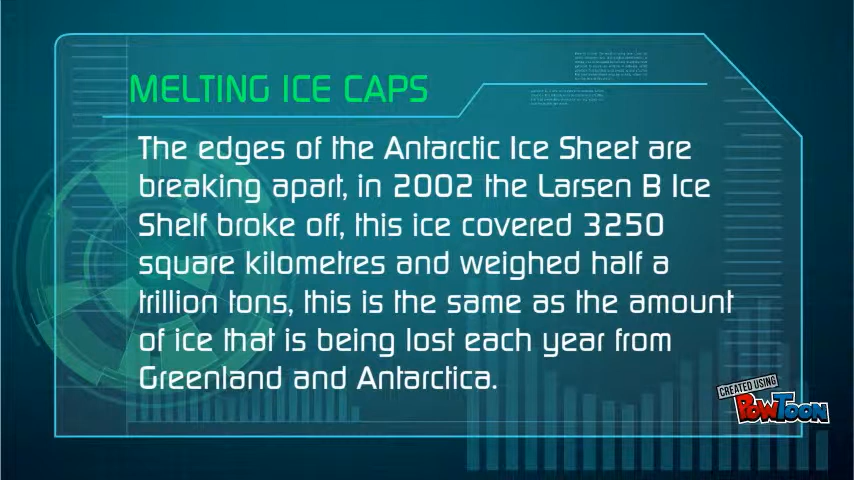 MELTING ICE CAPS
The edges of the Antarctic Ice Sheet are
breaking apart, in 2002 the Larsen B Ice
Shelf broke off, this ice covered 3250
square kilometres and weighed half a
trillion tons, this is the same as the amount
of ice that is being lost each year from
Greenland and Antarctica.
CREATED USING
POWTOON